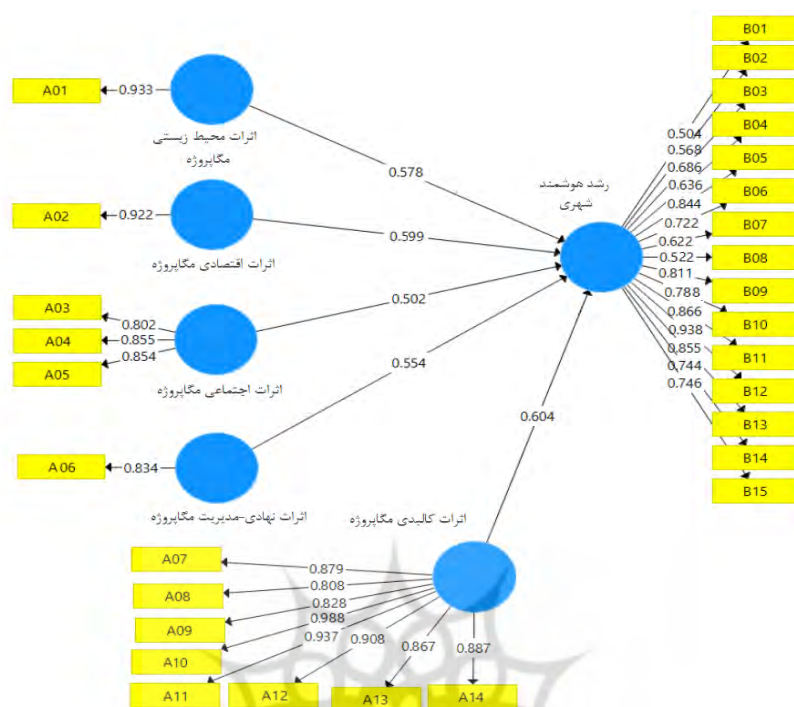 A01
0.933
اثرات محیط زیستی
مگاپروژه
0.578
A02
0.922
اثرات اقتصادی مگاپروژه
0.599
A03
A04
A05
0.802
0.855
0.854
اثرات اجتماعی مگاپروژه
0.502
A06
0.834
اثرات نهادی-مدیریت مگاپروژه
0.554
اثرات کالبدی مگاپروژه
0.604
A07
A08
A09
A10
A11
A12
A13
A14
0.879
0.808
0.828
0.988
0.937
0.908
0.867
0.887
رشد هوشمند
شهری
0.504
0.568
0.686
0.636
0.844
0.722
0.622
0.522
0.811
0.788
0.866
0.938
0.855
0.744
0.746
B01
B02
B03
B04
B05
B06
B07
B08
B09
B10
B11
B12
B13
B14
B15